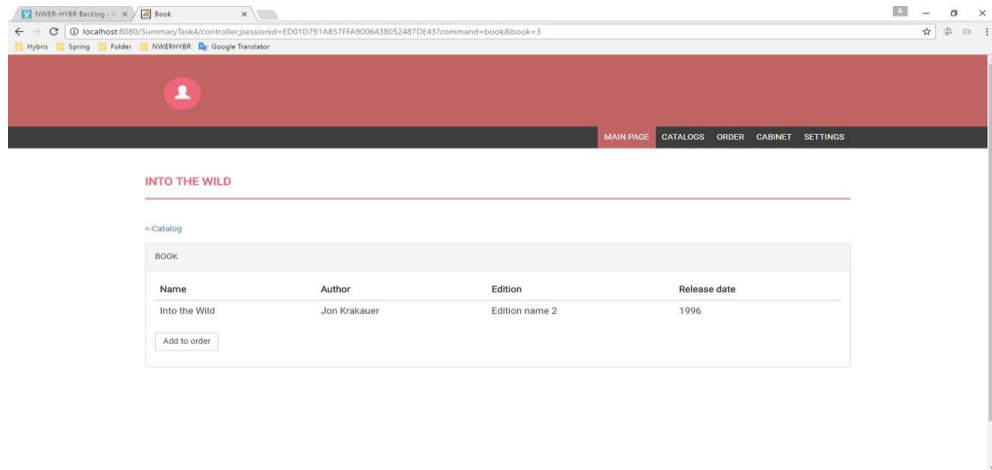 NWER-HYBR Backlog - A
Book
localhost:8080/SummaryTask4/controller;jsessionid=ED01D791A857FFA9006438052487DE43?command=book&book=3
Hybris Spring Folder NWERHYBR Google Translator
MAIN PAGE CATALOGS ORDER CABINET SETTINGS
INTO THE WILD
<-Catalog
BOOK
Name Author Edition Release date
Into the Wild Jon Krakauer Edition name 2 1996
Add to order